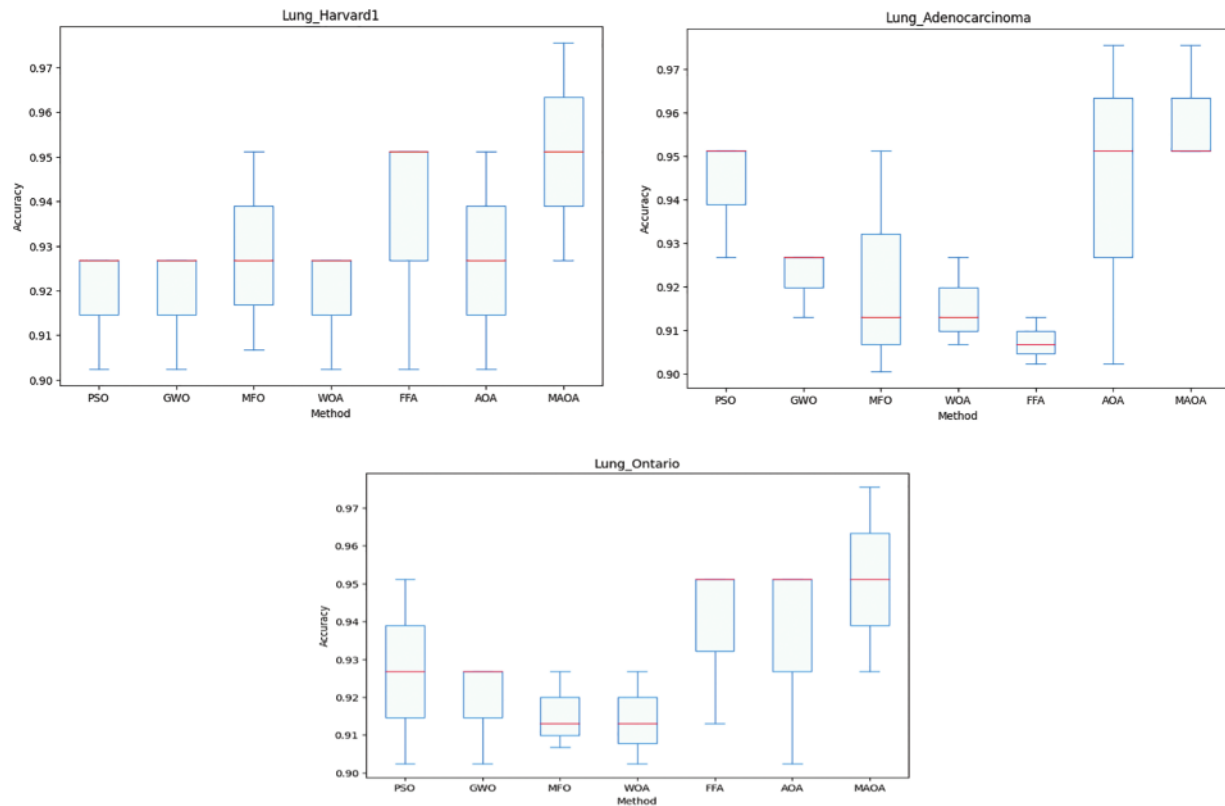 Lung_Harvard1
0.97
0.96
0.95
0.94
0.93
0.92
0.91
0.90
Accuracy
PSO GWO MFO WOA FFA AOA MAOA
Method
Lung_Adenocarcinoma
0.97
0.96
0.95
0.94
0.93
0.92
0.91
0.90
Accuracy
PSO GWO MFO WOA FFA AOA MAOA
Method
Lung_Ontario
0.97
0.96
0.95
0.94
0.93
0.92
0.91
0.90
Accuracy
PSO GWO MFO WOA FFA AOA MAOA
Method